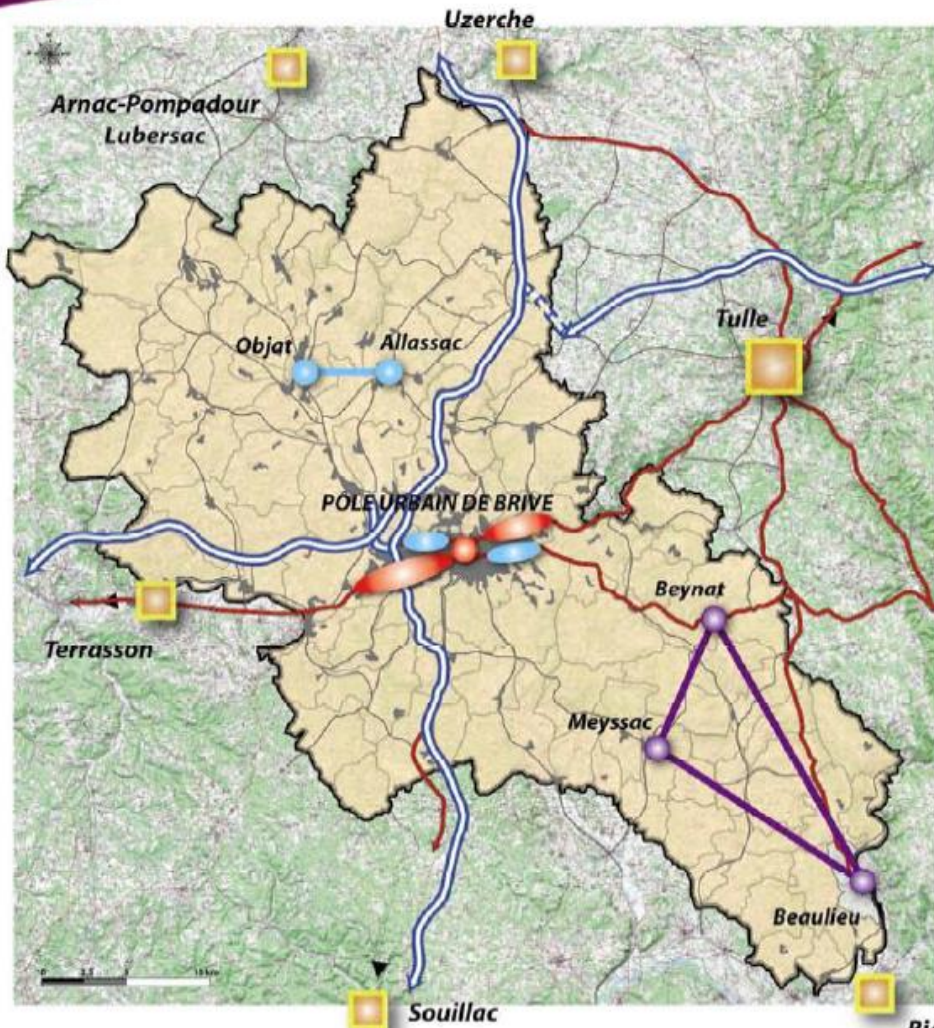 Uzerche
Arnac-Pompadour
Lubersac
Tulle
Objat
Allassac
PÔLE URBAIN DE BRIVE
Beynat
Terrasson
Meyssac
Beaulieu
Souillac